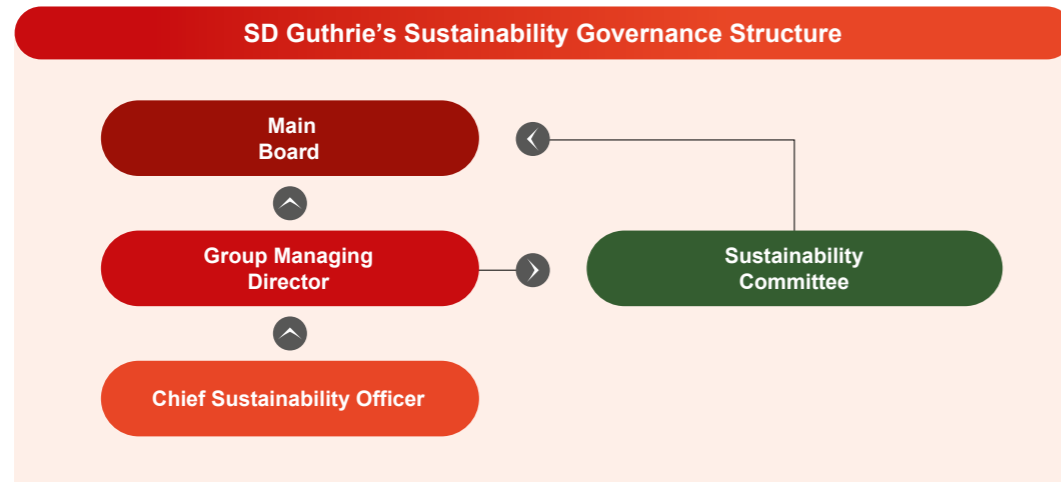 SD Guthrie’s Sustainability Governance Structure
Main
Board
Group Managing
Director
Sustainability
Committee
Chief Sustainability Officer